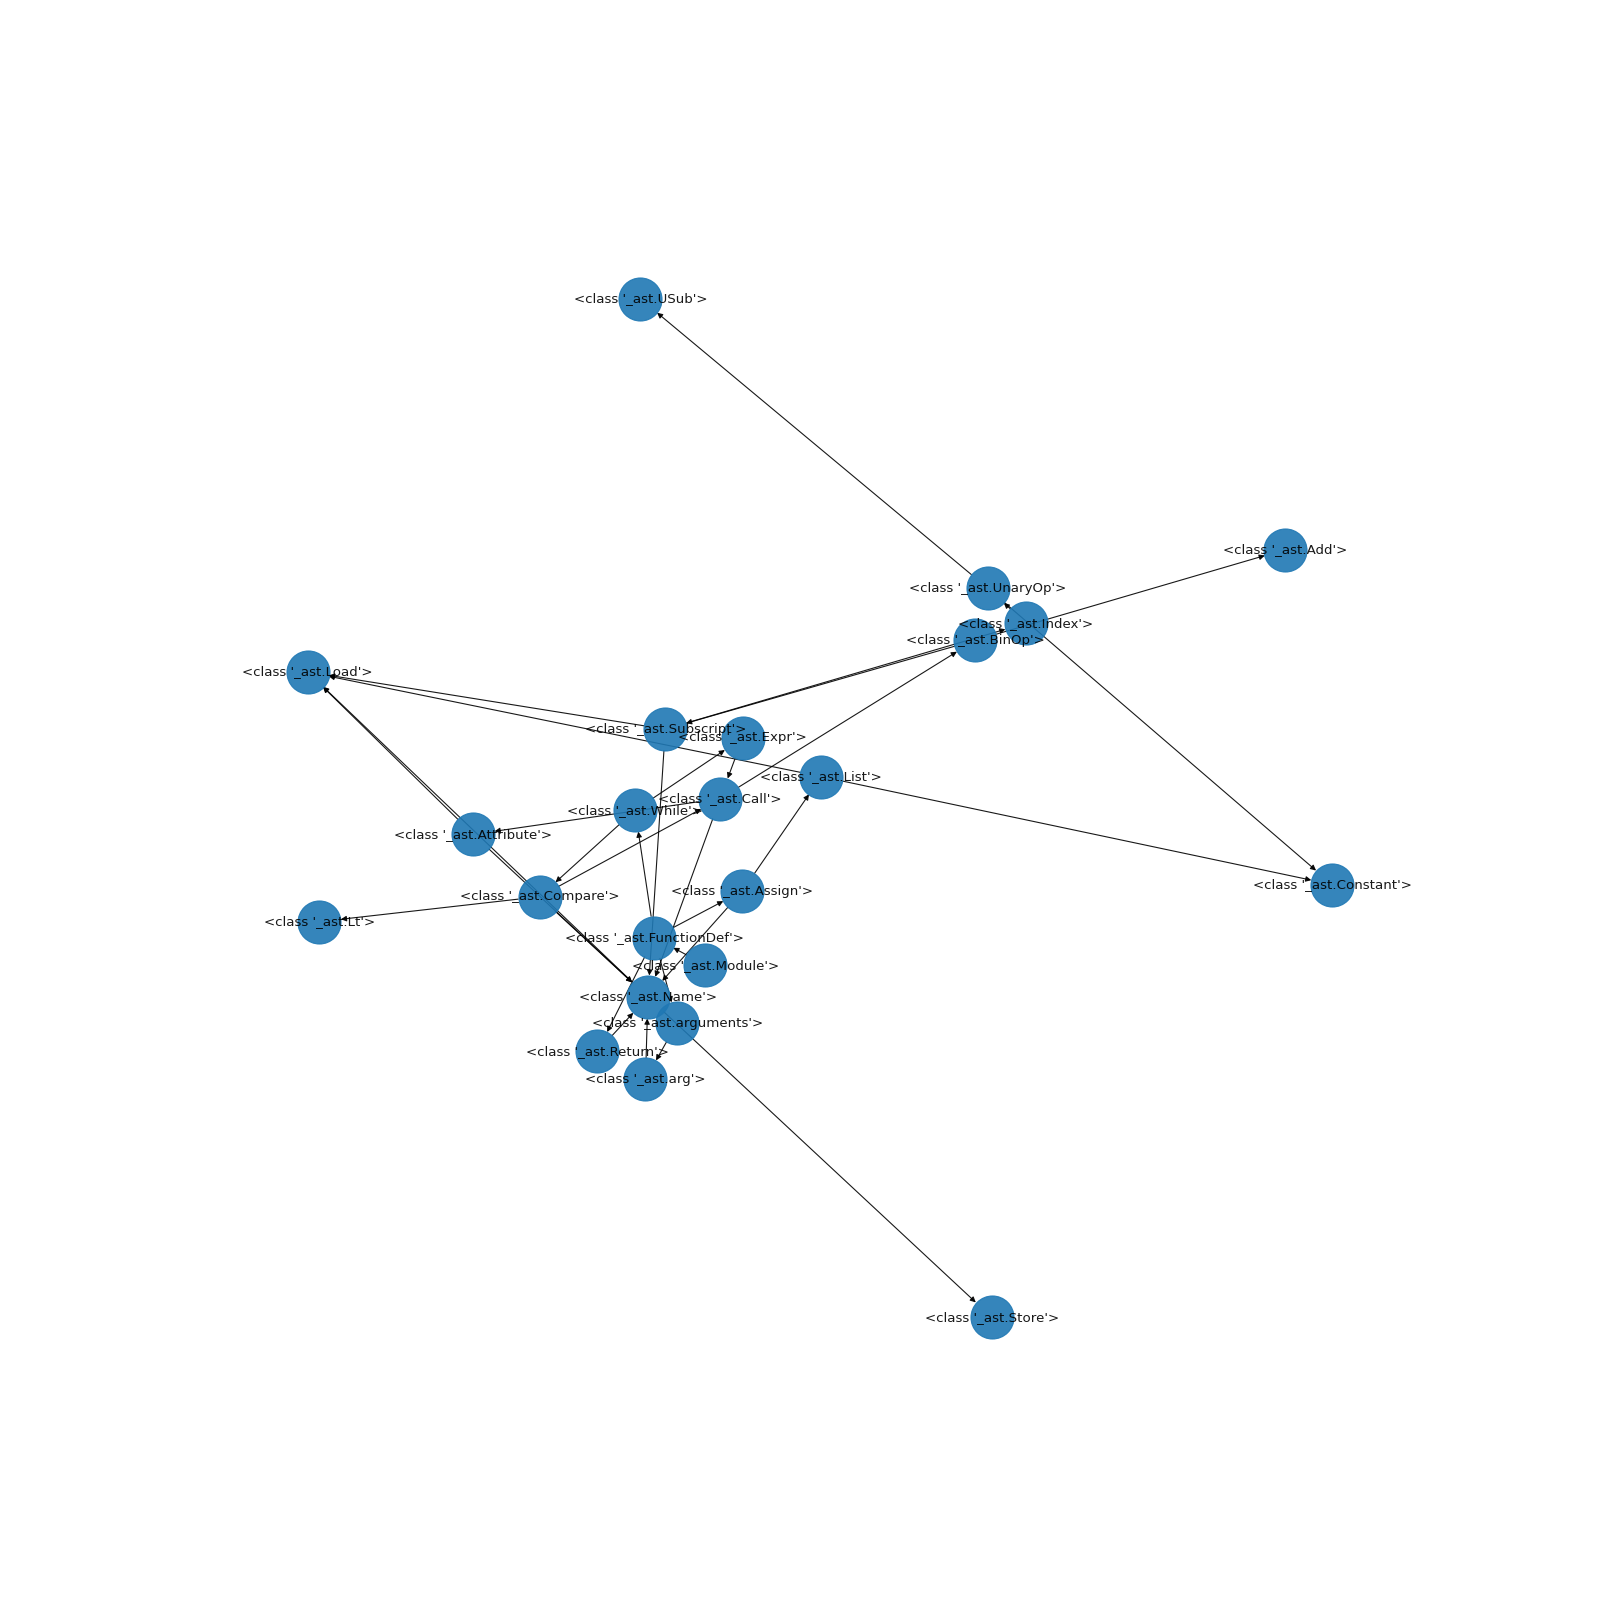 <class '_ast.USub'>
<class '_ast.Add'>
<class '_ast.UnaryOp'>
<class '_ast.Index'>
<class '_ast.BinOp'>
<class '_ast.Load'>
<class '_ast.Subscript'>
<class '_ast.Expr'>
<class '_ast.List'>
<class '_ast.Call'>
<class '_ast.While'>
<class '_ast.Attribute'>
<class '_ast.Constant'>
<class '_ast.Assign'>
<class '_ast.Compare'>
<class '_ast.Lt'>
<class '_ast.FunctionDef'>
<class '_ast.Module'>
<class '_ast.Name'>
<class '_ast.arguments'>
<class '_ast.Return'>
<class '_ast.arg'>
<class '_ast.Store'>